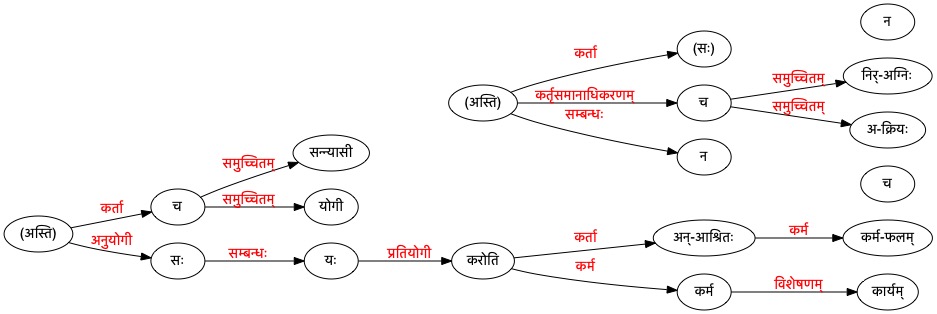 न
(सः)
कर्ता
समुच्चितम्
निर्-अग्निः
(अस्ति)
कर्तृसमानाधिकरणम्
च
समुच्चितम्
सम्बन्धः
अ-क्रियः
सन्न्यासी
न
समुच्चितम्
च
कर्ता
च
समुच्चितम्
योगी
(अस्ति)
अनुयोगी
कर्ता
अन्-आश्रितः
कर्म
कर्म-फलम्
सः
सम्बन्धः
यः
प्रतियोगी
करोति
कर्म
कर्म
विशेषणम्
कार्यम्